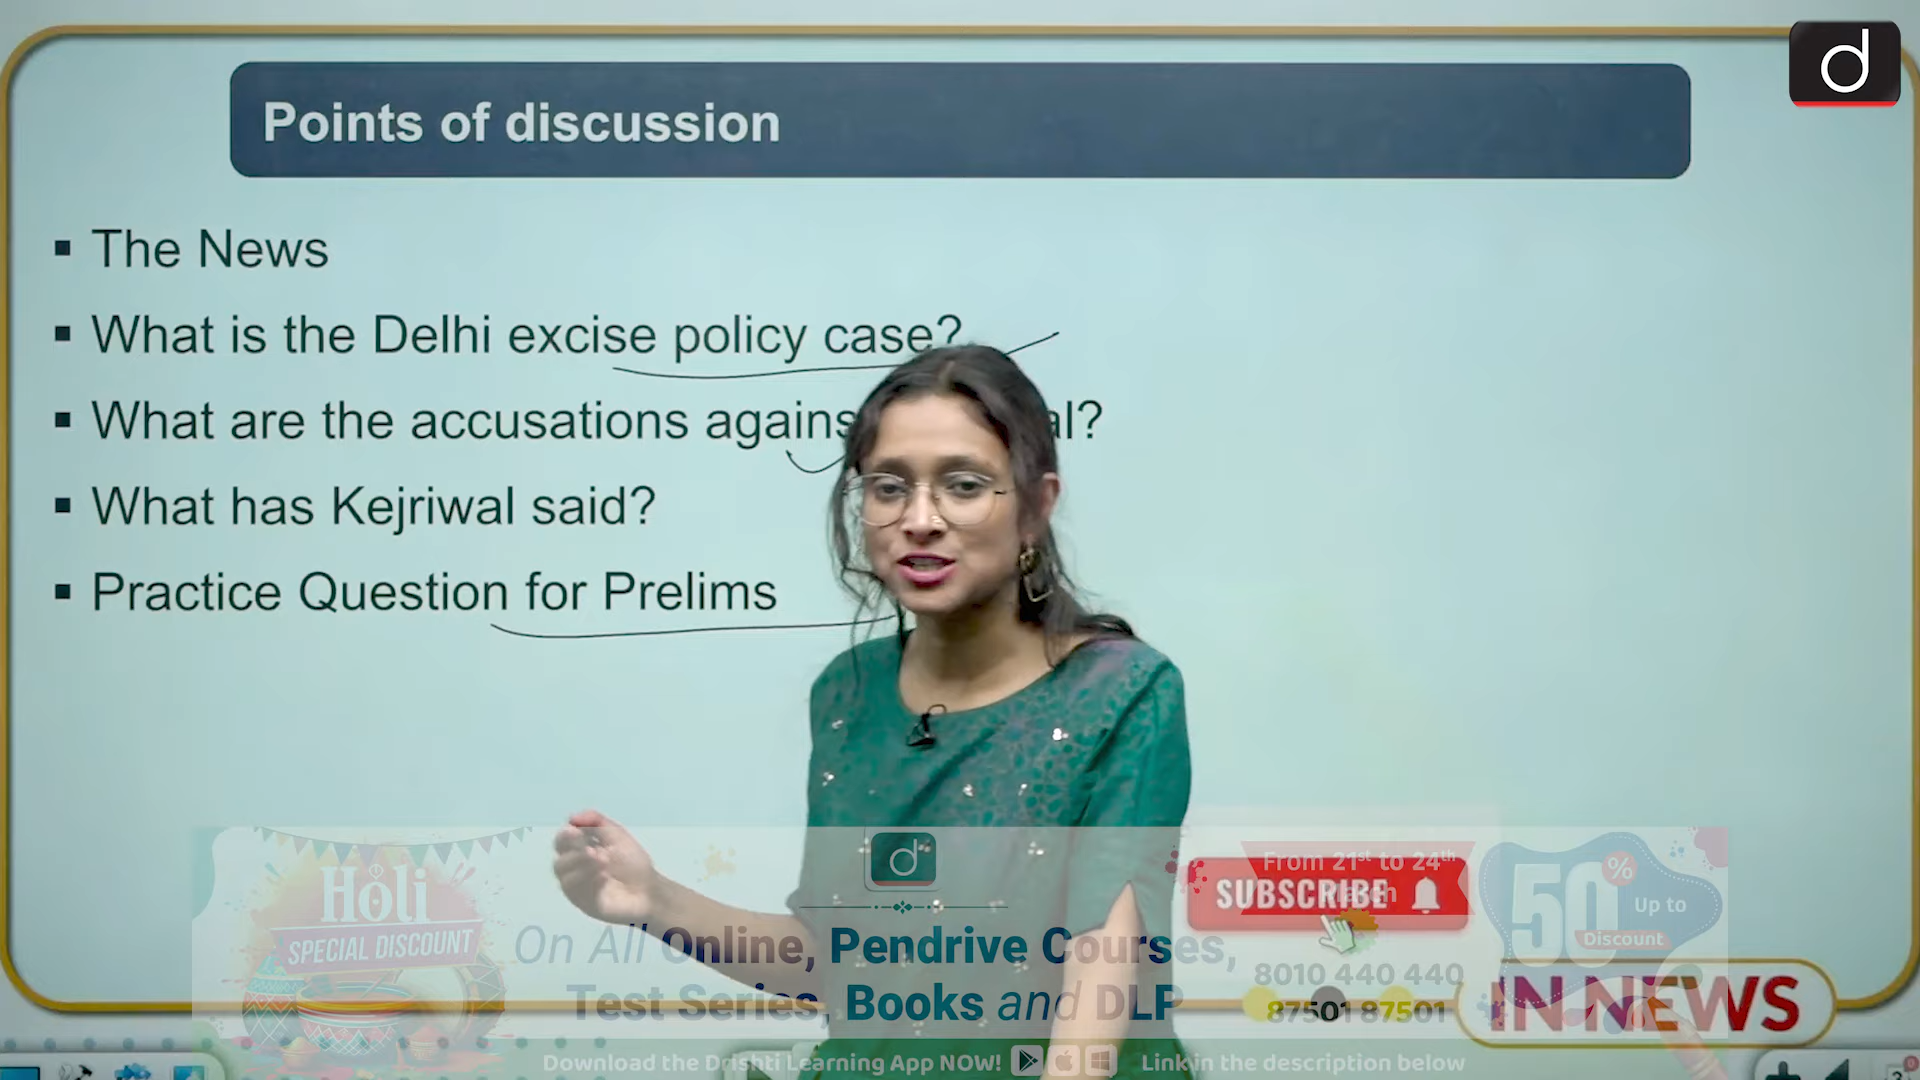 d
Points of discussion
▪ The News
▪ What is the Delhi excise policy case?
▪ What are the accusations agains al?
▪ What has Kejriwal said?
▪ Practice Question for Prelims
Holi
SPECIAL DISCOUNT
d
On All Online, Pendrive Courses,
Test Series, Books and DLP
From 21st to 24th
March
SUBSCRIBE
8010 440 440
87501 87501
50%
Up to
Discount
IN NEWS
Download the Drishti Learning App NOW!
Link in the description below